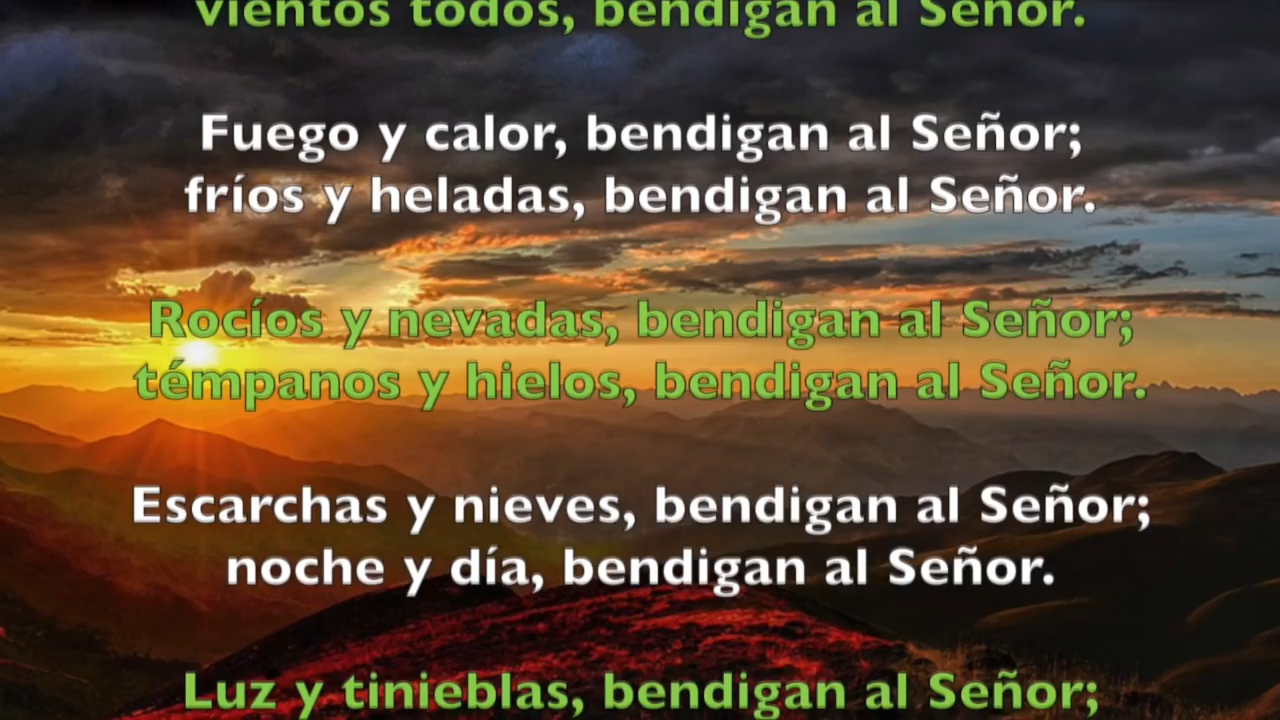 vientos todos, bendigan al Señor.
Fuego y calor, bendigan al Señor;
fríos y heladas, bendigan al Señor.
Rocíos y nevadas, bendigan al Señor;
témpanos y hielos, bendigan al Señor.
Escarchas y nieves, bendigan al Señor;
noche y día, bendigan al Señor.
Luz y tinieblas, bendigan al Señor;